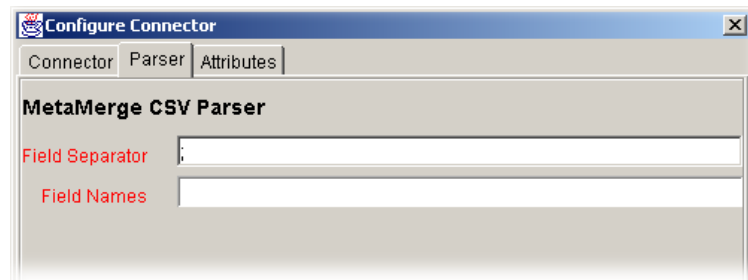 Configure Connector
Connector Parser Attributes
MetaMerge CSV Parser
Field Separator ;
Field Names